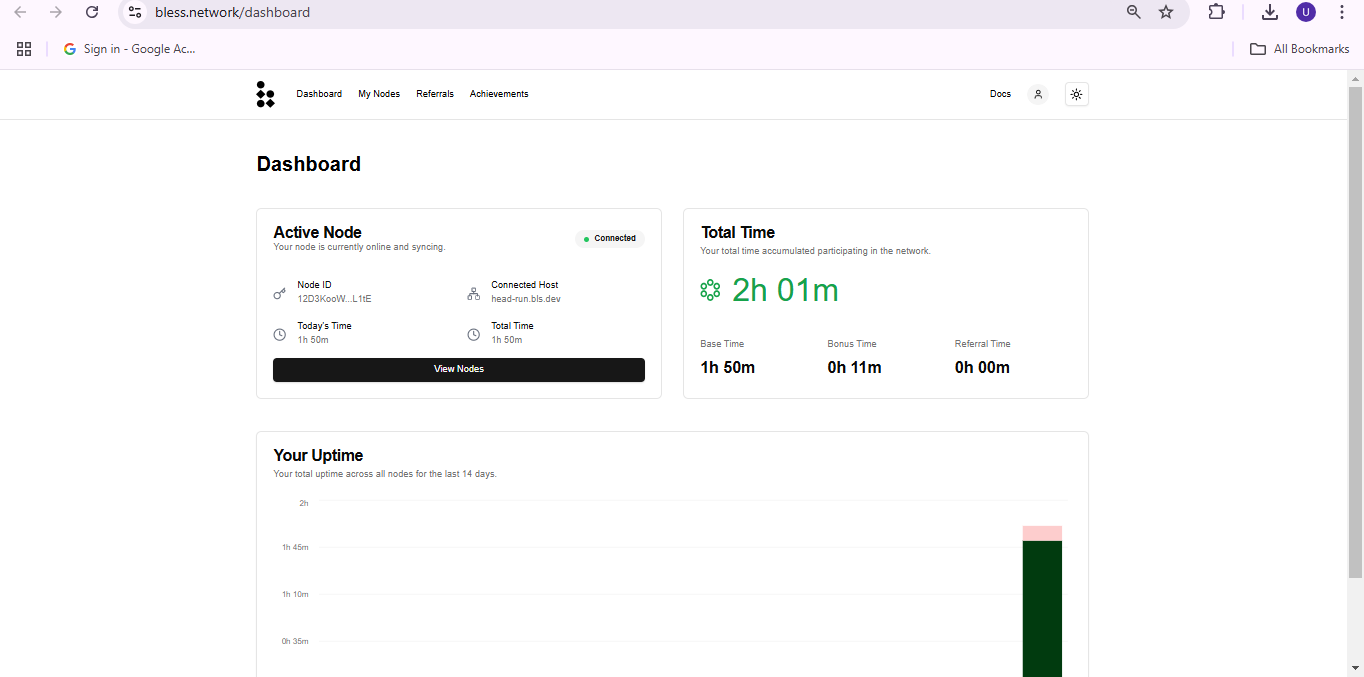 bless.network/dashboard
U
Sign in - Google Ac...
All Bookmarks
Dashboard
My Nodes
Referrals
Achievements
Docs
Dashboard
Active Node
Your node is currently online and syncing.
Connected
Node ID
12D3KooW...L1tE
Connected Host
head-run.bls.dev
Today's Time
1h 50m
Total Time
1h 50m
View Nodes
Total Time
Your total time accumulated participating in the network.
2h 01m
Base Time
Bonus Time
Referral Time
1h 50m
0h 11m
0h 00m
Your Uptime
Your total uptime across all nodes for the last 14 days.
2h
1h 45m
1h 10m
0h 35m